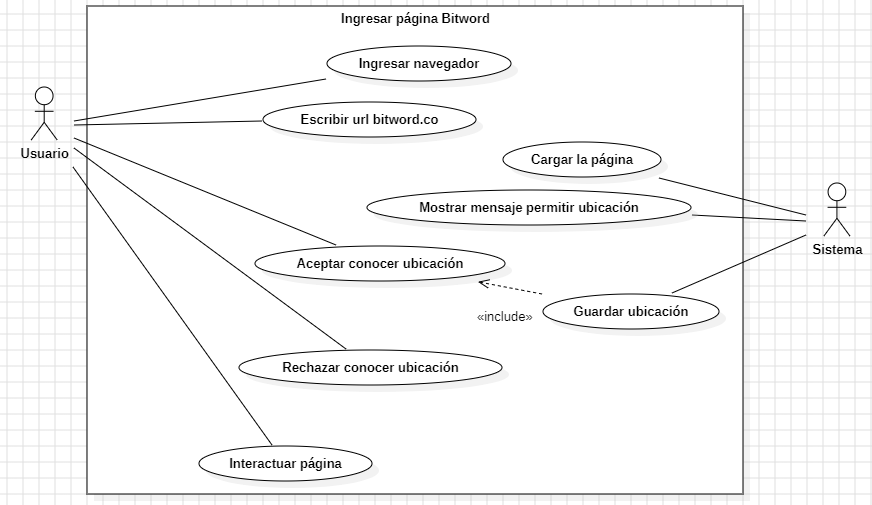 Ingresar página Bitword
Ingresar navegador
Escribir url bitword.co
Usuario
Cargar la página
Mostrar mensaje permitir ubicación
Sistema
Aceptar conocer ubicación
Guardar ubicación
«include»
Rechazar conocer ubicación
Interactuar página